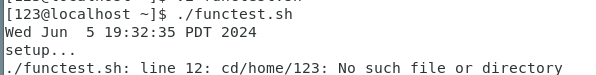 [123@localhost ~]$ ./functest.sh
Wed Jun  5 19:32:35 PDT 2024
setup...
./functest.sh: line 12: cd/home/123: No such file or directory